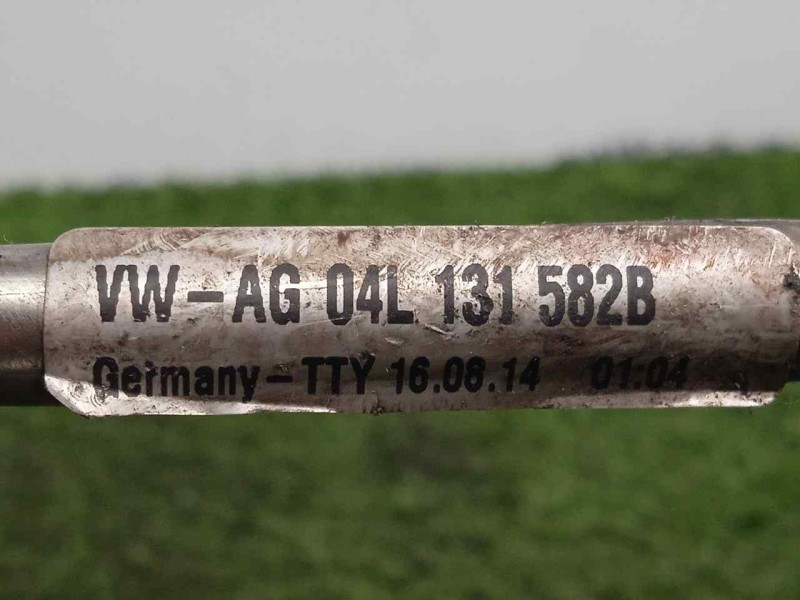 VW-AG 04L 131 582B
Germany-TTY 16.08.14 01:04